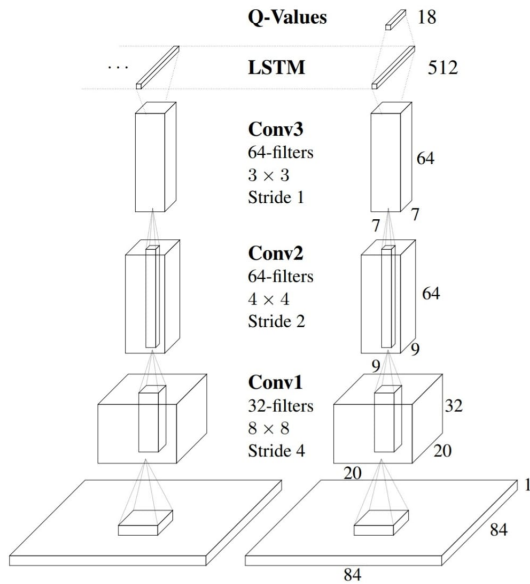 Q-Values
18
. . .
LSTM
512
Conv3
64-filters
3 × 3
Stride 1
64
7
7
Conv2
64-filters
4 × 4
Stride 2
64
9
9
Conv1
32-filters
8 × 8
Stride 4
32
20
20
1
84
84